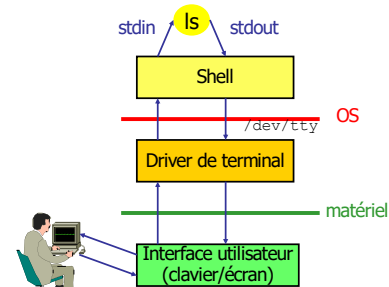 stdin
ls
stdout
Shell
OS
/dev/tty
Driver de terminal
matériel
Interface utilisateur
(clavier/écran)